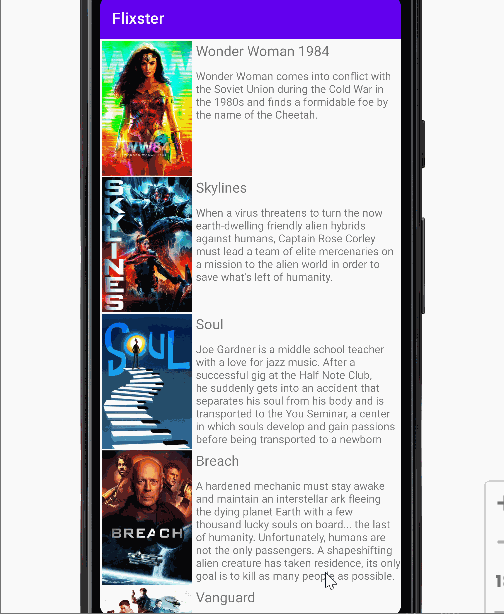 Flixster
Wonder Woman 1984
Wonder Woman comes into conflict with
the Soviet Union during the Cold War in
the 1980s and finds a formidable foe by
the name of the Cheetah.
WW84
Skylines
When a virus threatens to turn the now
earth-dwelling friendly alien hybrids
against humans, Captain Rose Corley
must lead a team of elite mercenaries on
a mission to the alien world in order to
save what's left of humanity.
SKYLINES
Soul
Joe Gardner is a middle school teacher
with a love for jazz music. After a
successful gig at the Half Note Club,
he suddenly gets into an accident that
separates his soul from his body and is
transported to the You Seminar, a center
in which souls develop and gain passions
before being transported to a newborn
SOUL
Breach
A hardened mechanic must stay awake
and maintain an interstellar ark fleeing
the dying planet Earth with a few
thousand lucky souls on board... the last
of humanity. Unfortunately, humans are
not the only passengers. A shapeshifting
alien creature has taken residence, its only
goal is to kill as many people as possible.
BREACH
Vanguard